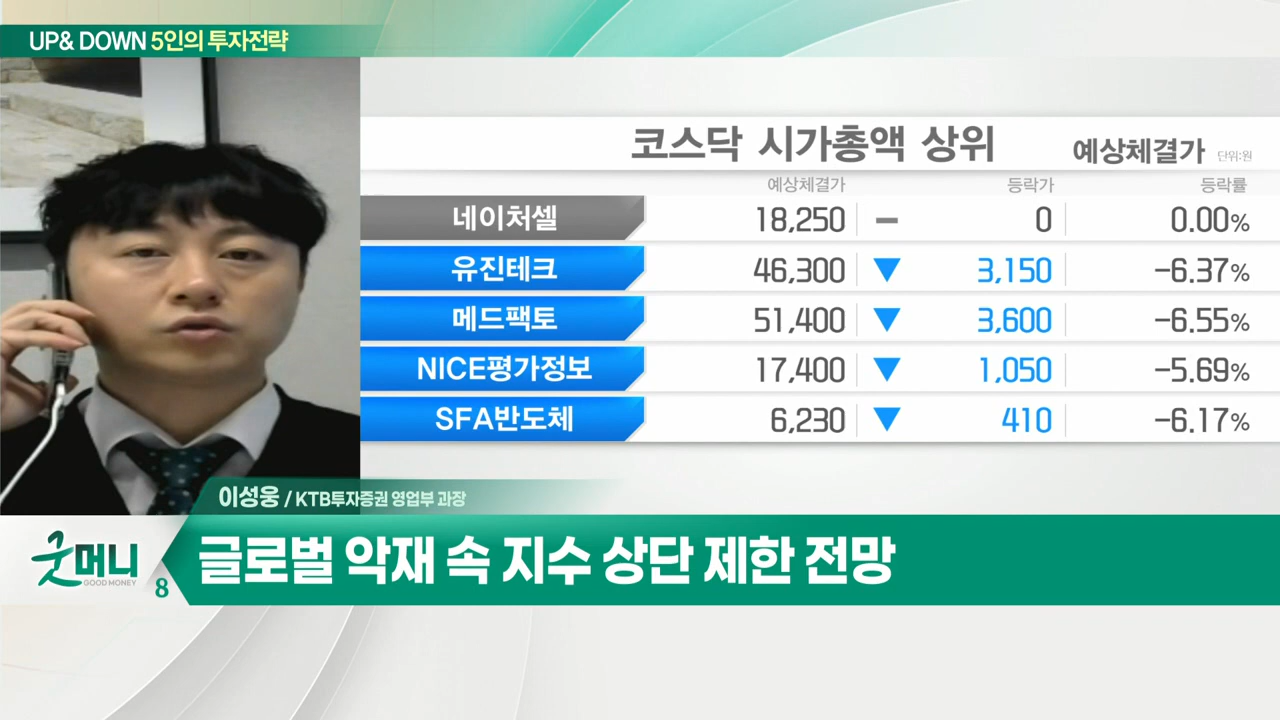 UP& DOWN 5인의 투자전략
코스닥 시가총액 상위 예상체결가 단위:원
예상체결가 등락가 등락률
네이처셀 18,250 0 0.00%
유진테크 46,300 ▼ 3,150 -6.37%
메드팩토 51,400 ▼ 3,600 -6.55%
NICE평가정보 17,400 ▼ 1,050 -5.69%
SFA반도체 6,230 ▼ 410 -6.17%
이성웅 / KTB투자증권 영업부 과장
굿머니
GOOD MONEY
8
글로벌 악재 속 지수 상단 제한 전망